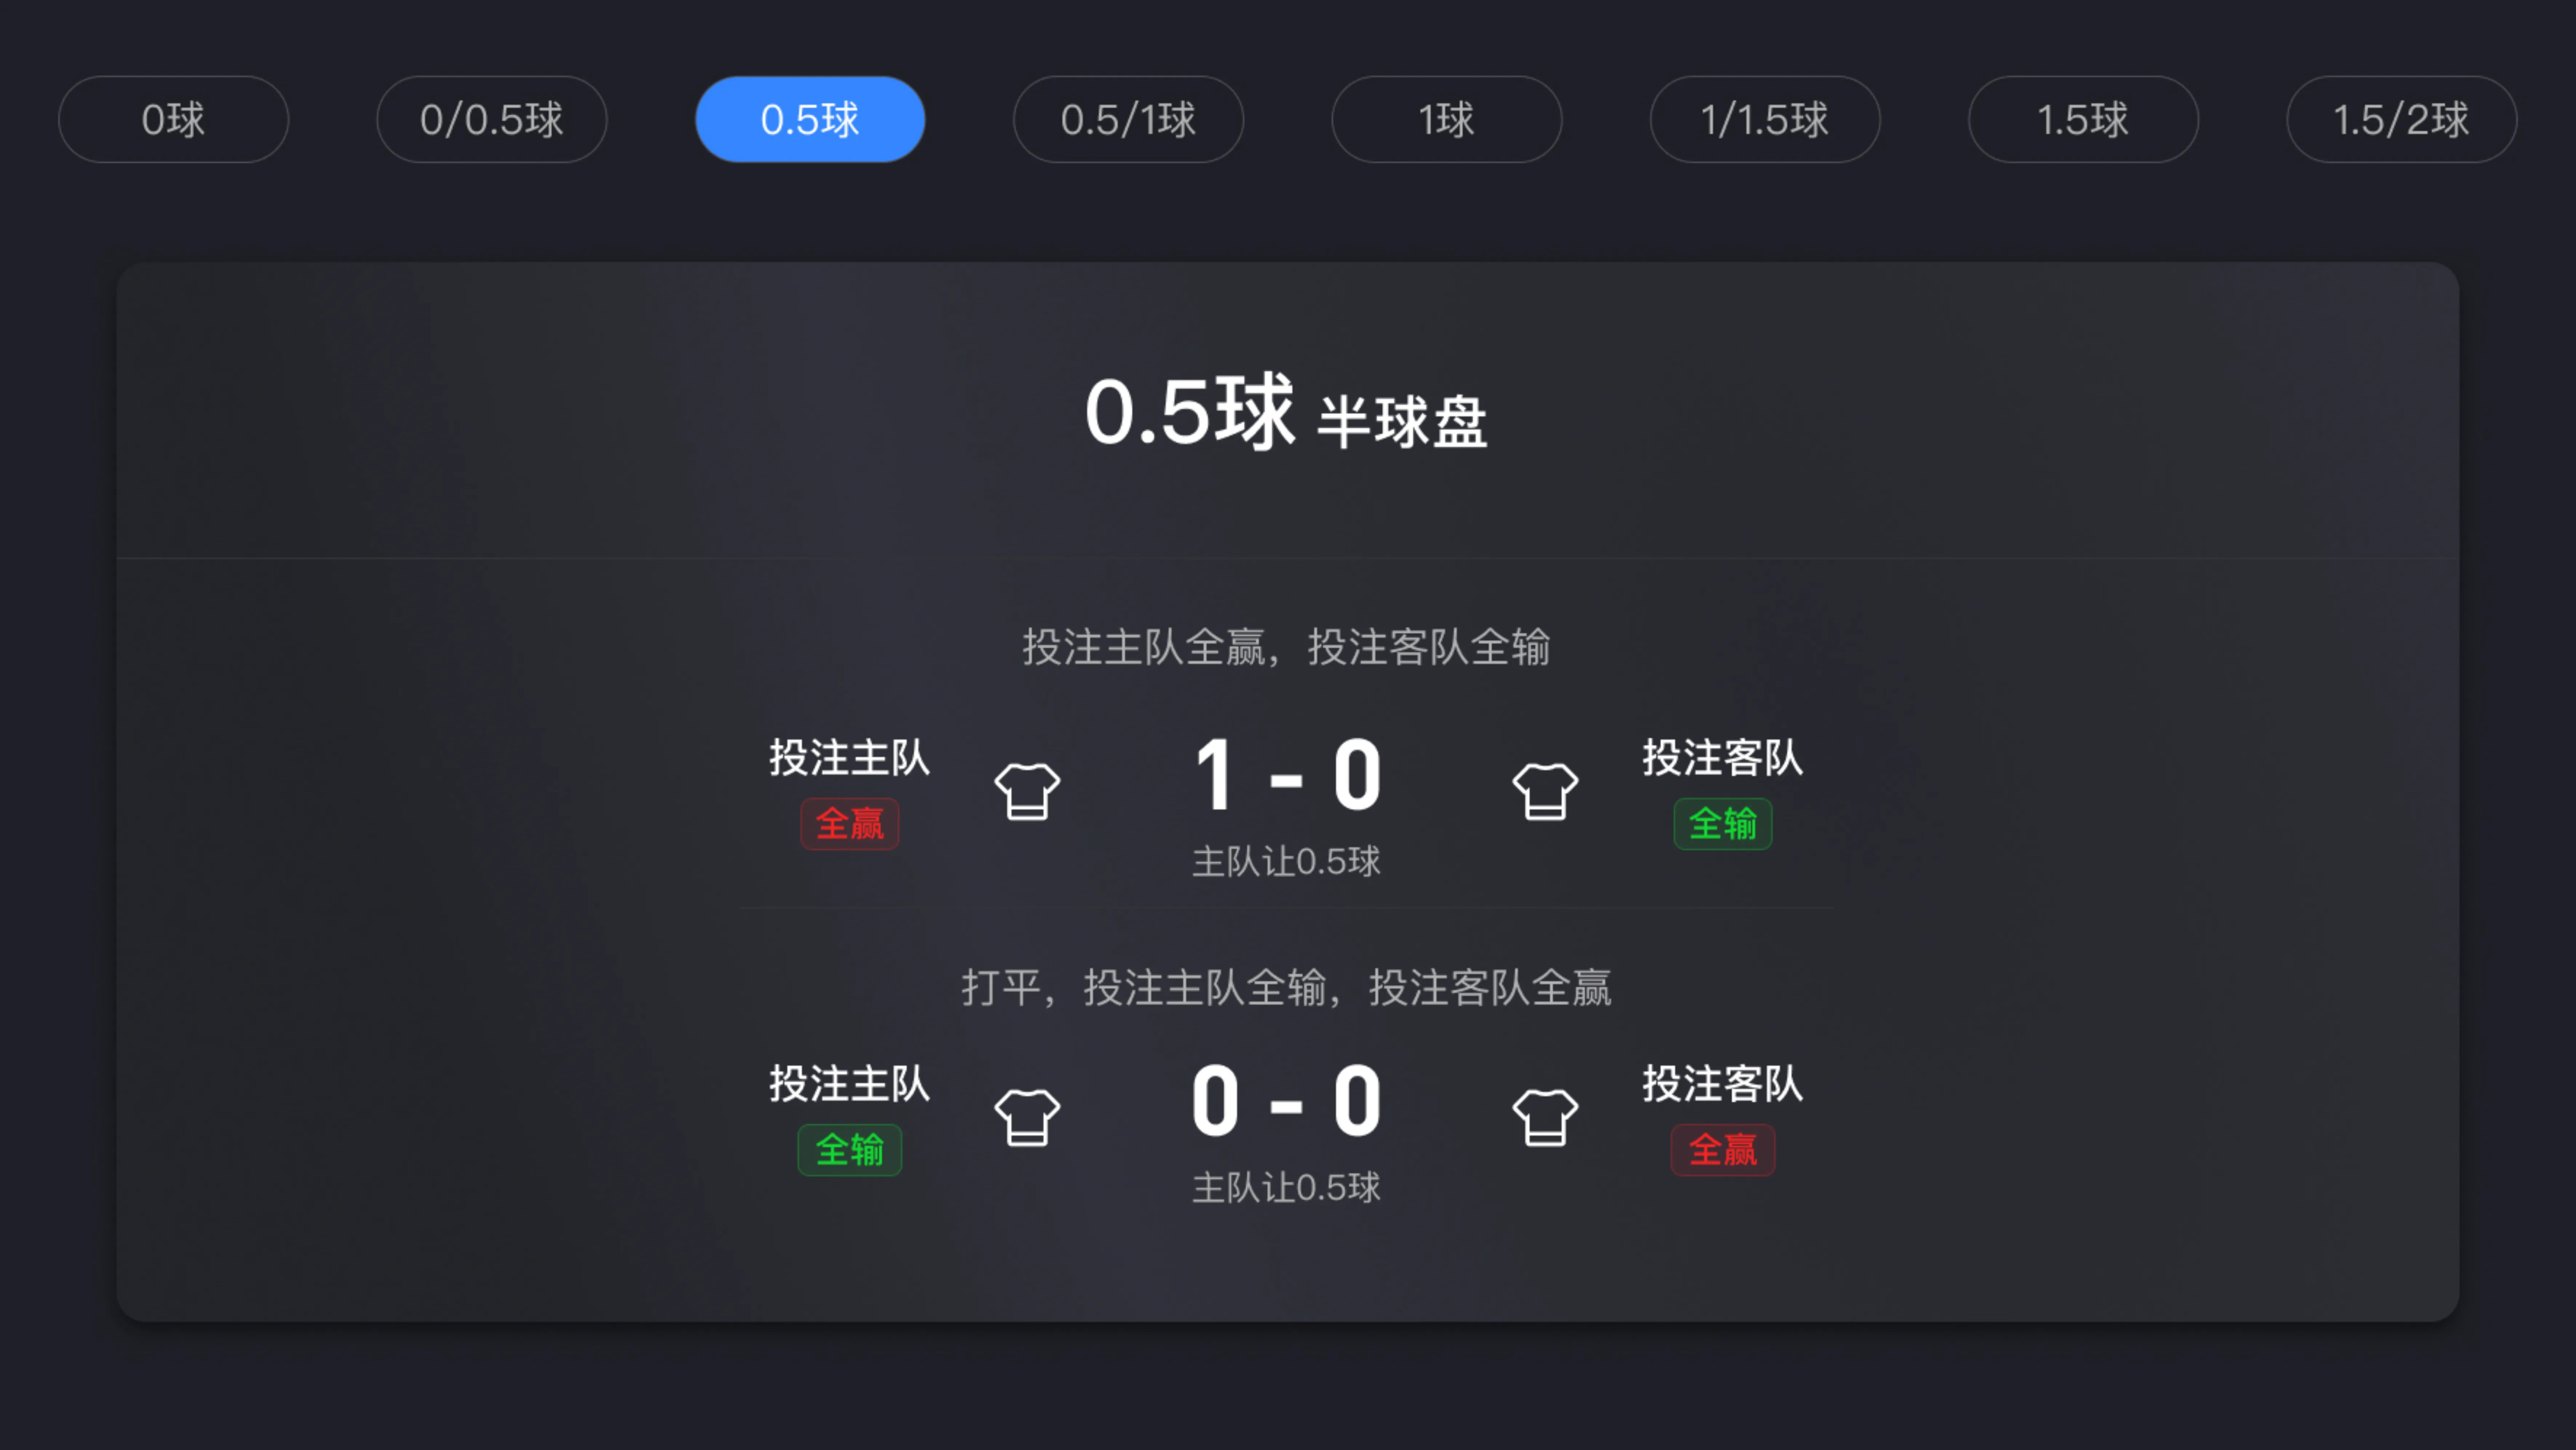 0球 0/0.5球 0.5球 0.5/1球 1球 1/1.5球 1.5球 1.5/2球
0.5球 半球盘
投注主队全赢，投注客队全输
投注主队 1 - 0 投注客队
全赢 全输
主队让0.5球
打平，投注主队全输，投注客队全赢
投注主队 0 - 0 投注客队
全输 全赢
主队让0.5球